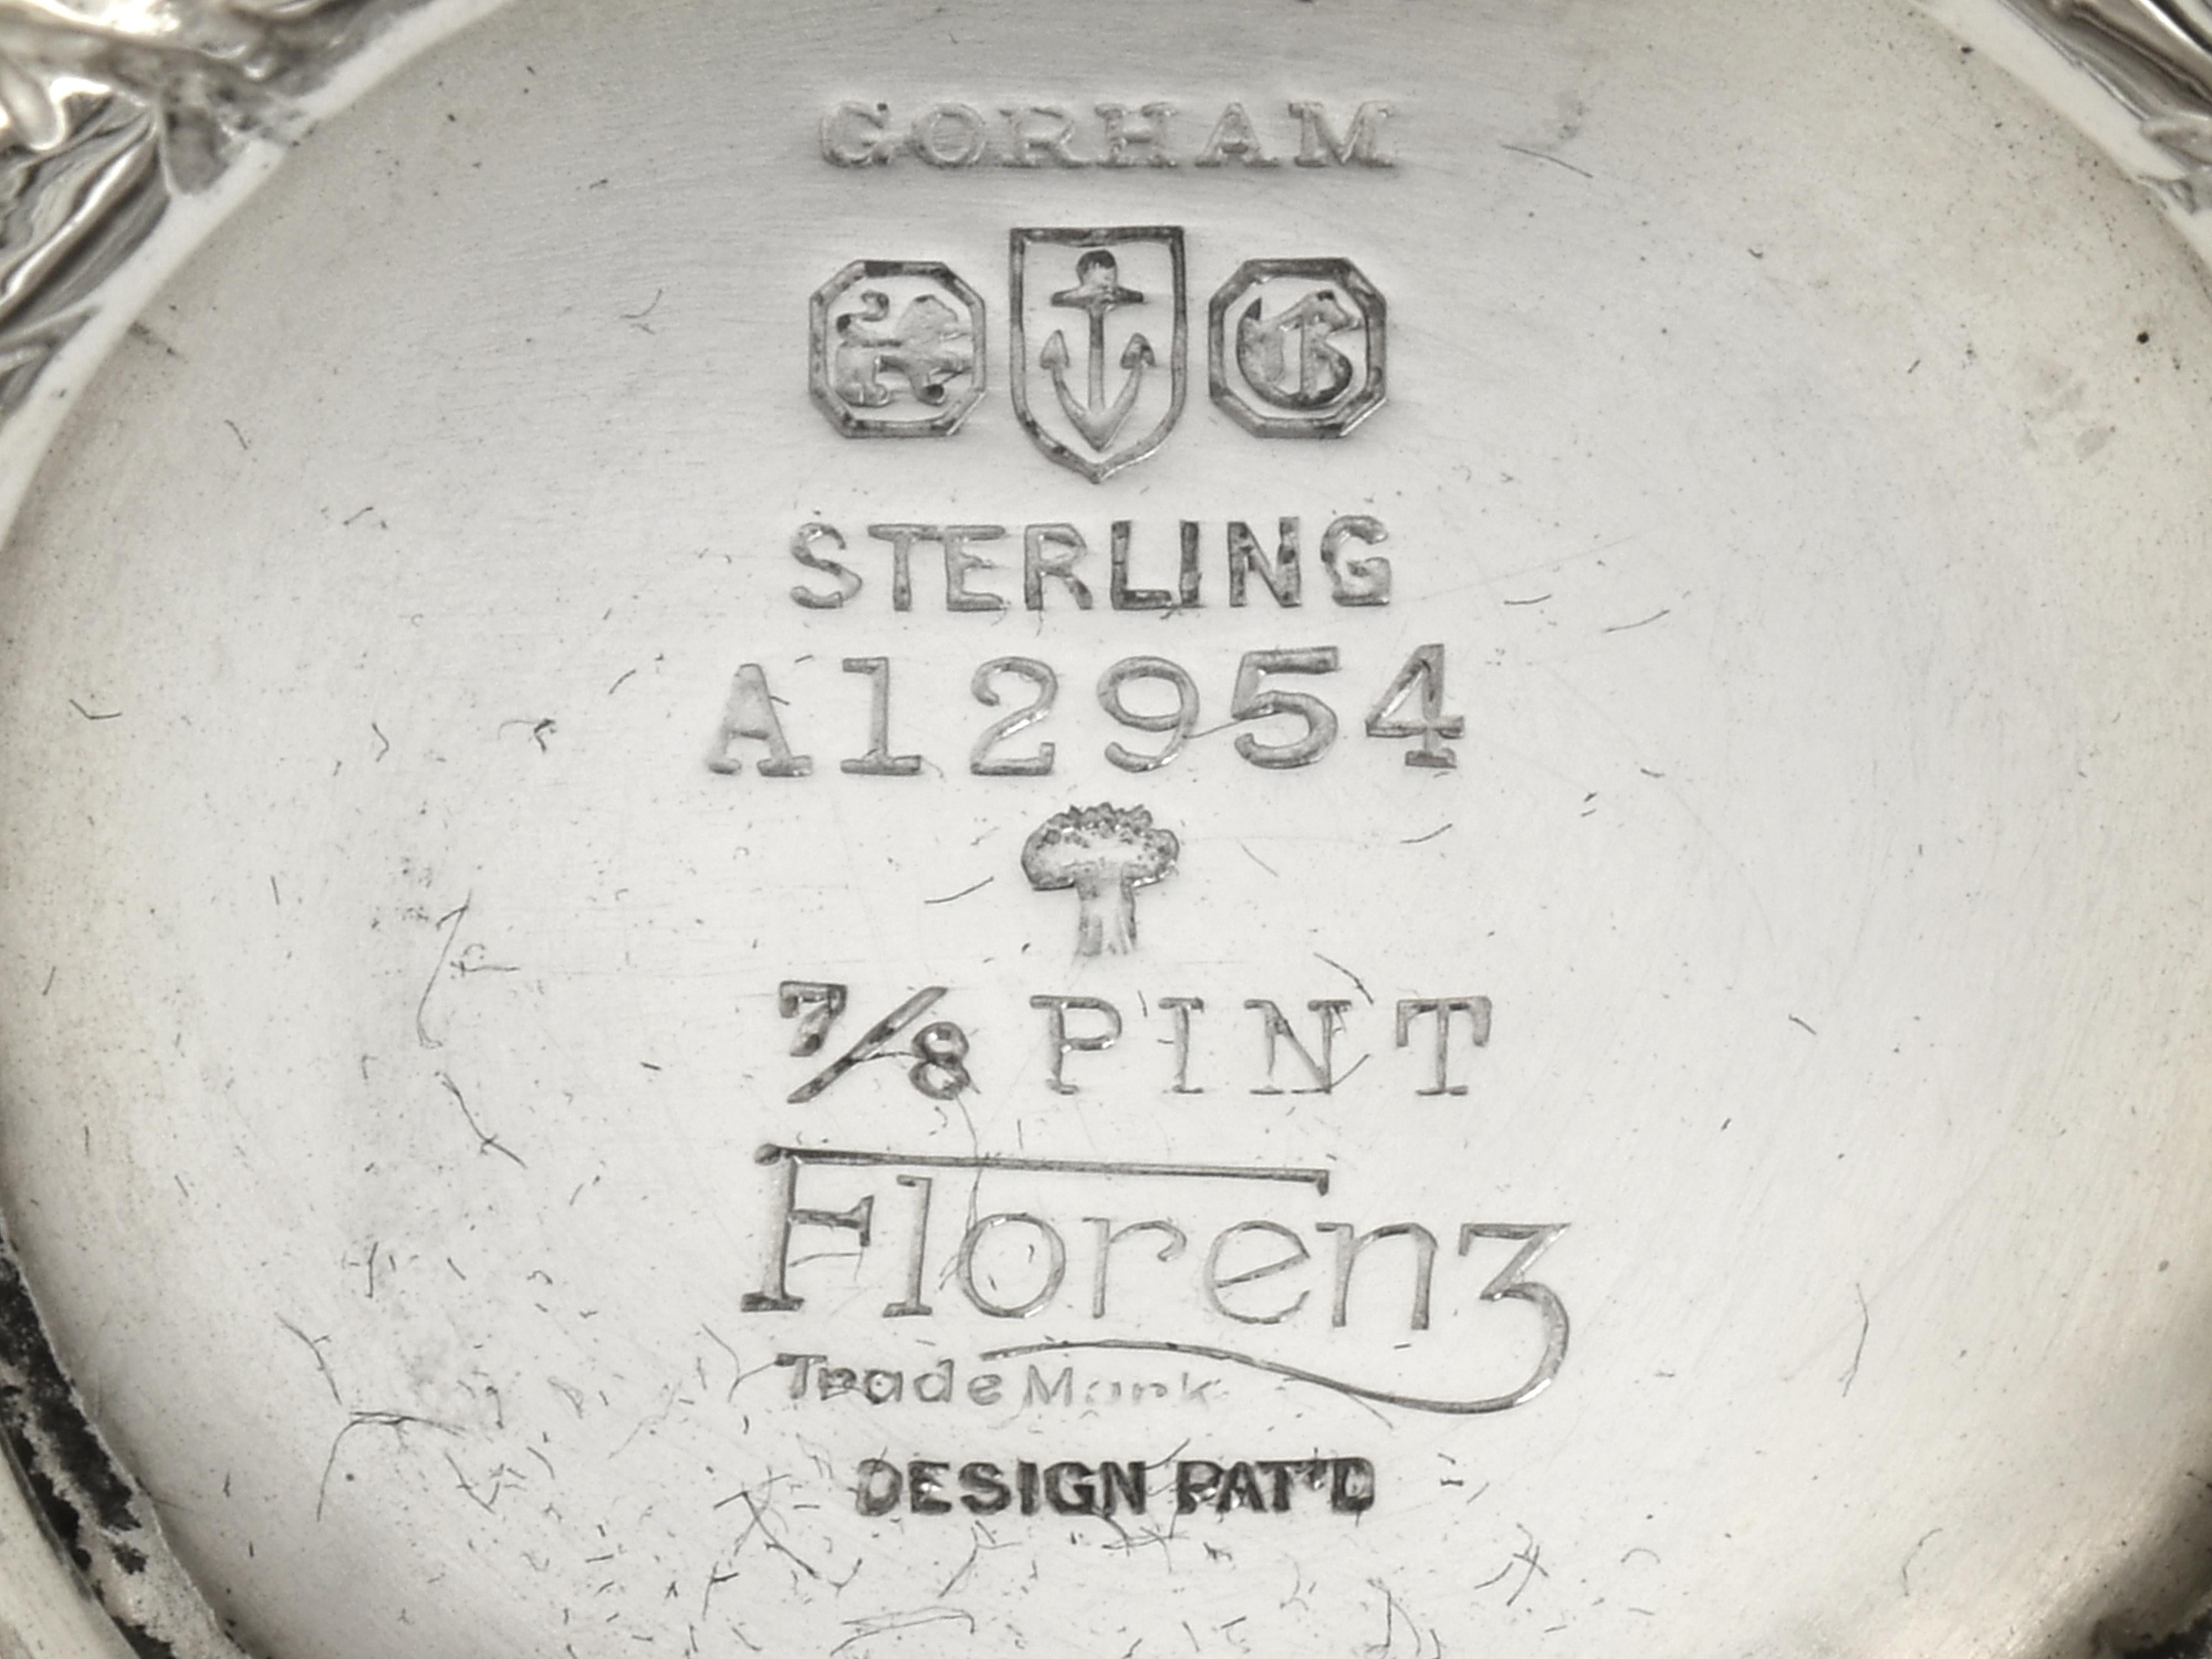 GORHAM
G
STERLING
A12954
7/8 PINT
Florenz
Trade Mark
DESIGN PAT'D